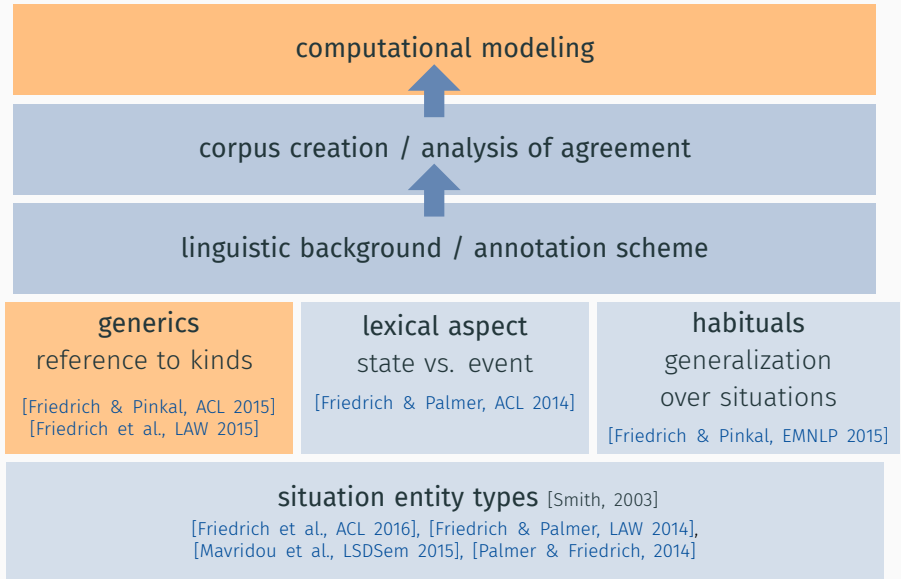 computational modeling
corpus creation / analysis of agreement
linguistic background / annotation scheme
generics
reference to kinds
[Friedrich & Pinkal, ACL 2015]
[Friedrich et al., LAW 2015]
lexical aspect
state vs. event
[Friedrich & Palmer, ACL 2014]
habituals
generalization
over situations
[Friedrich & Pinkal, EMNLP 2015]
situation entity types [Smith, 2003]
[Friedrich et al., ACL 2016], [Friedrich & Palmer, LAW 2014],
[Mavridou et al., LSDSem 2015], [Palmer & Friedrich, 2014]